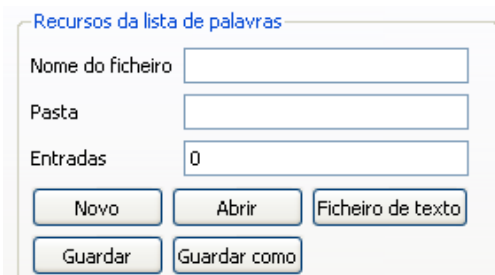 Recursos da lista de palavras
Nome do ficheiro
Pasta
Entradas 0
Novo Abrir Ficheiro de texto
Guardar Guardar como